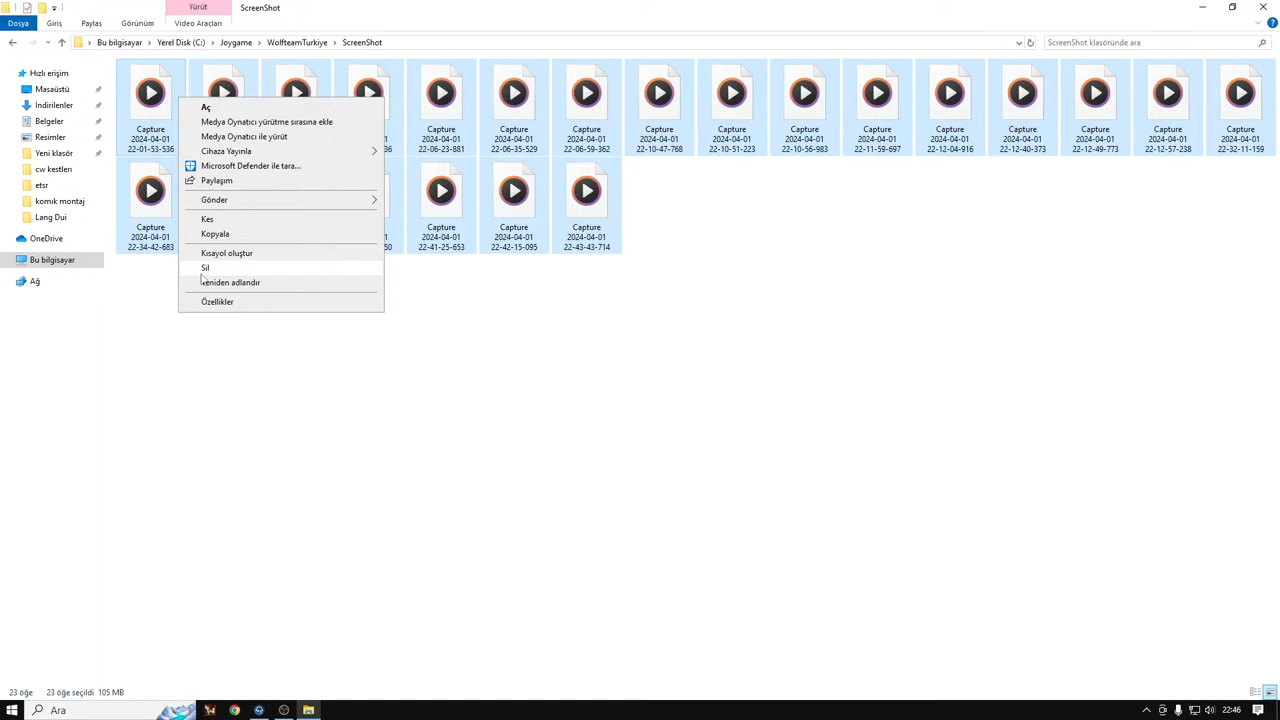 Yürüt
ScreenShot
Dosya
Giriş
Paylaş
Görünüm
Video Araçları
Bu bilgisayar
Yerel Disk (C:)
Joygame
WolfteamTurkiye
ScreenShot
ScreenShot klasöründe ara
Hızlı erişim
Masaüstü
İndirilenler
Belgeler
Resimler
Yeni klasör
cw kestleri
etsr
komık montaj
Lang Dui
OneDrive
Bu bilgisayar
Ağ
Capture
2024-04-01
22-01-53-536
Capture
2024-04-01
22-06-23-881
Capture
2024-04-01
22-06-35-529
Capture
2024-04-01
22-06-59-362
Capture
2024-04-01
22-10-47-768
Capture
2024-04-01
22-10-51-223
Capture
2024-04-01
22-10-56-983
Capture
2024-04-01
22-11-59-697
Capture
2024-04-01
22-12-04-916
Capture
2024-04-01
22-12-40-373
Capture
2024-04-01
22-12-49-773
Capture
2024-04-01
22-12-57-238
Capture
2024-04-01
22-32-11-159
Capture
2024-04-01
22-34-42-683
50
Capture
2024-04-01
22-41-25-653
Capture
2024-04-01
22-42-15-095
Capture
2024-04-01
22-43-43-714
Aç
Medya Oynatıcı yürütme sırasına ekle
Medya Oynatıcı ile yürüt
Cihaza Yayınla
Microsoft Defender ile tara...
Paylaşım
Gönder
Kes
Kopyala
Kısayol oluştur
Sil
Yeniden adlandır
Özellikler
23 öğe
23 öğe seçildi 105 MB
Ara
22:46